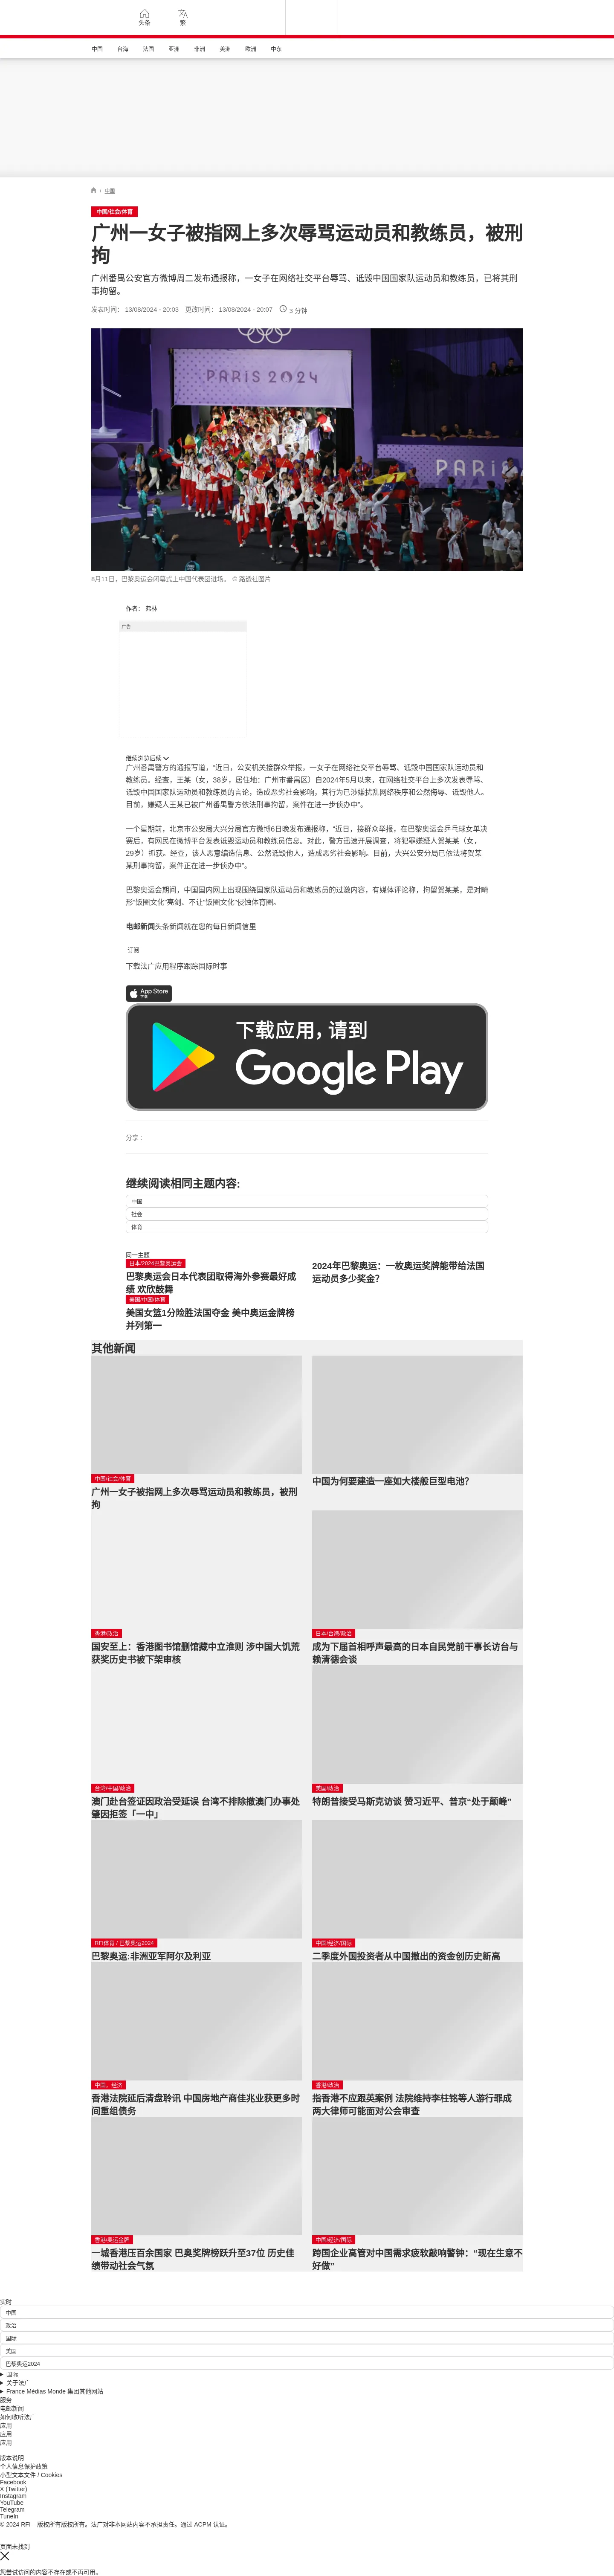 头条
繁
中国
台海
法国
亚洲
非洲
美洲
欧洲
中东
/ 中国
中国/社会/体育
广州一女子被指网上多次辱骂运动员和教练员，被刑
拘
广州番禺公安官方微博周二发布通报称，一女子在网络社交平台辱骂、诋毁中国国家队运动员和教练员，已将其刑
事拘留。
发表时间： 13/08/2024 - 20:03 更改时间： 13/08/2024 - 20:07 3 分钟
PARIS 2024
PARIS
8月11日，巴黎奥运会闭幕式上中国代表团进场。 © 路透社图片
作者： 弗林
广告
继续浏览后续
广州番禺警方的通报写道，“近日，公安机关接群众举报，一女子在网络社交平台辱骂、诋毁中国国家队运动员和
教练员。经查，王某（女，38岁，居住地：广州市番禺区）自2024年5月以来，在网络社交平台上多次发表辱骂、
诋毁中国国家队运动员和教练员的言论，造成恶劣社会影响，其行为已涉嫌扰乱网络秩序和公然侮辱、诋毁他人。
目前，嫌疑人王某已被广州番禺警方依法刑事拘留，案件在进一步侦办中”。
一个星期前，北京市公安局大兴分局官方微博6日晚发布通报称，“近日，接群众举报，在巴黎奥运会乒乓球女单决
赛后，有网民在微博平台发表诋毁运动员和教练员信息。对此，警方迅速开展调查，将犯罪嫌疑人贺某某（女，
29岁）抓获。经查，该人恶意编造信息、公然诋毁他人，造成恶劣社会影响。目前，大兴公安分局已依法将贺某
某刑事拘留，案件正在进一步侦办中”。
巴黎奥运会期间，中国国内网上出现围绕国家队运动员和教练员的过激内容，有媒体评论称，拘留贺某某，是对畸
形“饭圈文化”亮剑、不让“饭圈文化”侵蚀体育圈。
电邮新闻头条新闻就在您的每日新闻信里
订阅
下载法广应用程序跟踪国际时事
App Store
下载
下载应用，请到
Google Play
分享 :
继续阅读相同主题内容:
中国
社会
体育
同一主题
日本/2024巴黎奥运会
巴黎奥运会日本代表团取得海外参赛最好成
绩 欢欣鼓舞
2024年巴黎奥运：一枚奥运奖牌能带给法国
运动员多少奖金？
美国/中国/体育
美国女篮1分险胜法国夺金 美中奥运金牌榜
并列第一
其他新闻
中国/社会/体育
广州一女子被指网上多次辱骂运动员和教练员，被刑
拘
中国为何要建造一座如大楼般巨型电池？
香港/政治
国安至上：香港图书馆删馆藏中立淮则 涉中国大饥荒
获奖历史书被下架审核
日本/台湾/政治
成为下届首相呼声最高的日本自民党前干事长访台与
赖清德会谈
台湾/中国/政治
澳门赴台签证因政治受延误 台湾不排除撤澳门办事处
肇因拒签「一中」
美国/政治
特朗普接受马斯克访谈 赞习近平、普京“处于颠峰”
RFI体育 / 巴黎奥运2024
巴黎奥运:非洲亚军阿尔及利亚
中国/经济/国际
二季度外国投资者从中国撤出的资金创历史新高
中国、经济
香港法院延后清盘聆讯 中国房地产商佳兆业获更多时
间重组债务
香港/政治
指香港不应跟英案例 法院维持李柱铭等人游行罪成
两大律师可能面对公会审查
香港/奥运金牌
一城香港压百余国家 巴奥奖牌榜跃升至37位 历史佳
绩带动社会气氛
中国/经济/国际
跨国企业高管对中国需求疲软敲响警钟：“现在生意不
好做”
实时
中国
政治
国际
美国
巴黎奥运2024
国际
关于法广
France Médias Monde 集团其他网站
服务
电邮新闻
如何收听法广
应用
应用
应用
版本说明
个人信息保护政策
小型文本文件 / Cookies
Facebook
X (Twitter)
Instagram
YouTube
Telegram
TuneIn
© 2024 RFI – 版权所有版权所有。法广对非本网站内容不承担责任。通过 ACPM 认证。
页面未找到
您尝试访问的内容不存在或不再可用。